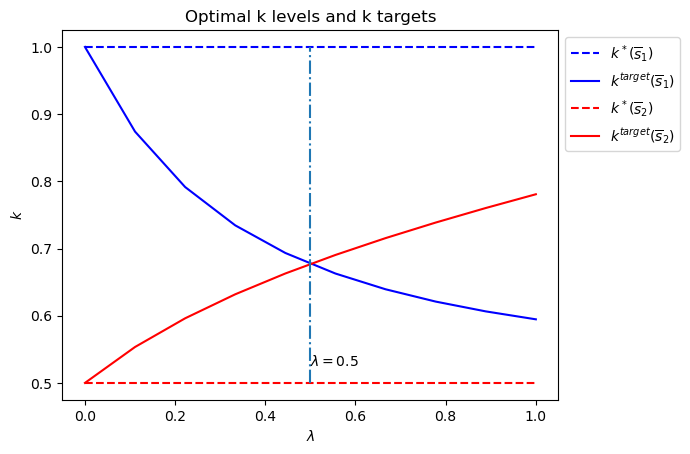 Optimal k levels and k targets
k*(s̅₁)
k^target(s̅₁)
k*(s̅₂)
k^target(s̅₂)
k
1.0
0.9
0.8
0.7
0.6
0.5
λ = 0.5
0.0 0.2 0.4 0.6 0.8 1.0
λ